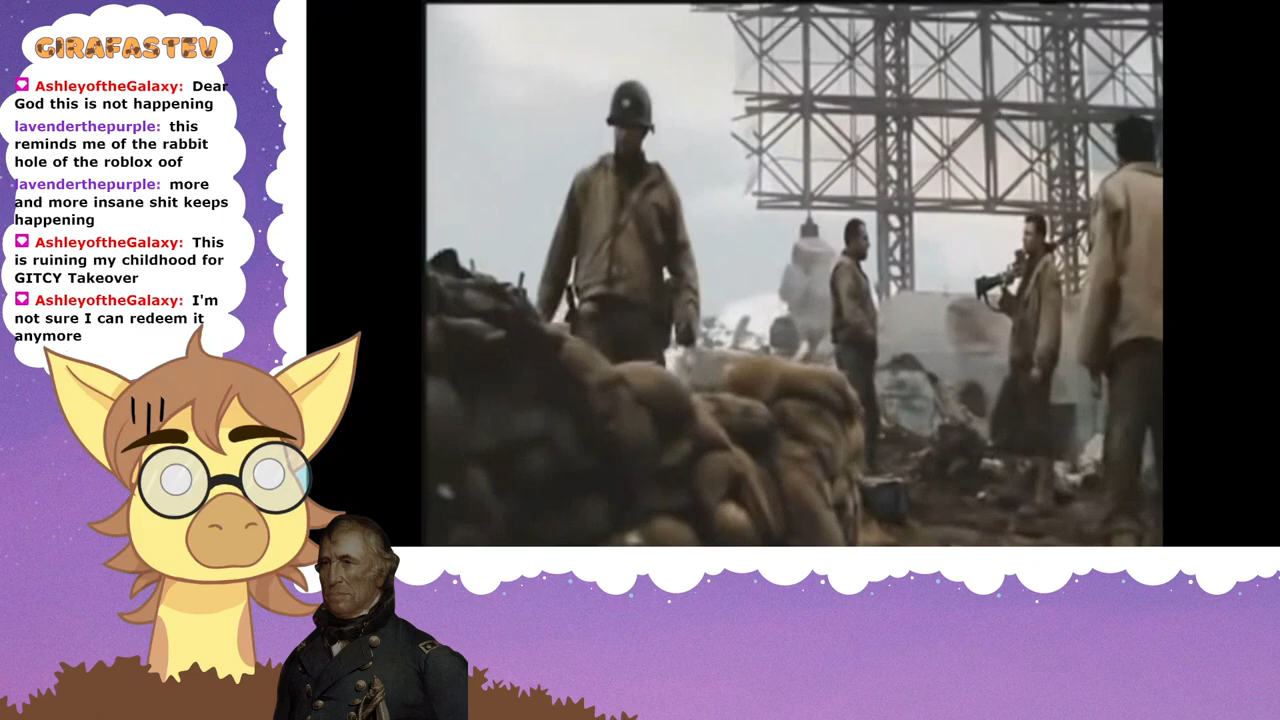 GIRAFASTEV
AshleyoftheGalaxy: Dear
God this is not happening
lavenderthepurple: this
reminds me of the rabbit
hole of the roblox oof
lavenderthepurple: more
and more insane shit keeps
happening
AshleyoftheGalaxy: This
is ruining my childhood for
GITCY Takeover
AshleyoftheGalaxy: I'm
not sure I can redeem it
anymore